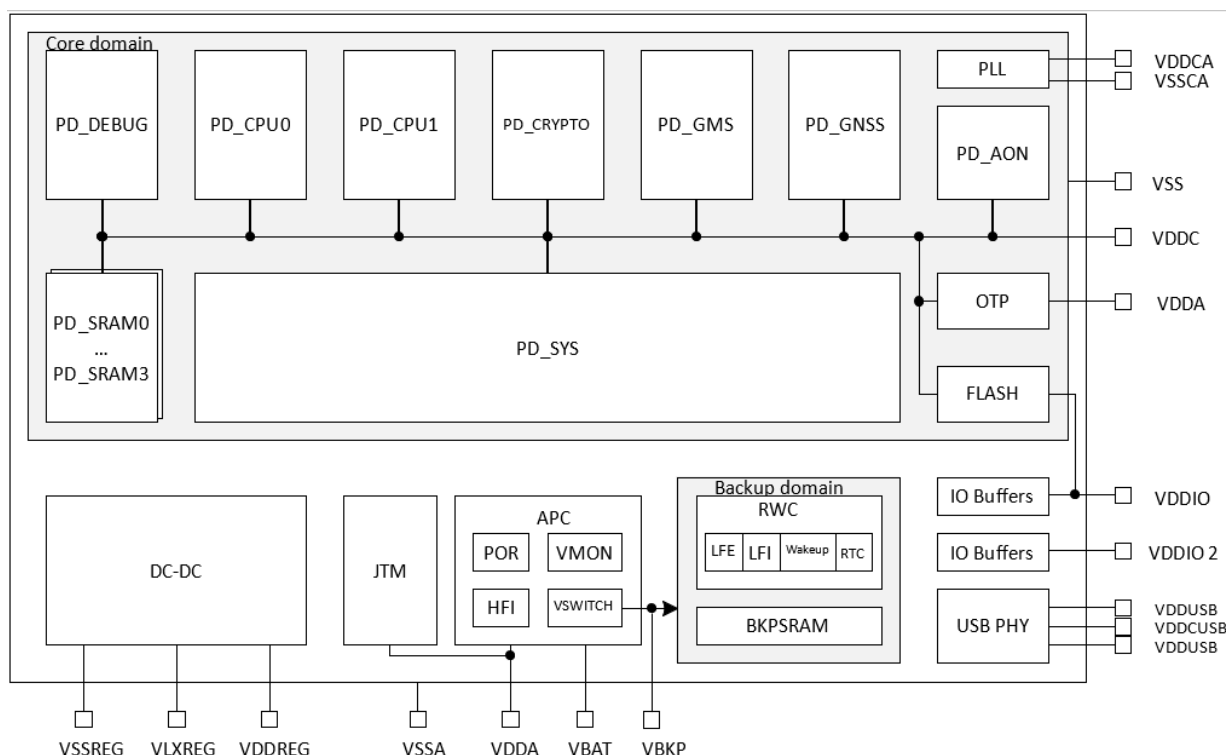 Core domain
PD_DEBUG
PD_CPU0
PD_CPU1
PD_CRYPTO
PD_GMS
PD_GNSS
PLL
VDDCA
VSSCA
PD_AON
VSS
VDDC
PD_SRAM0
...
PD_SRAM3
PD_SYS
OTP
VDDA
FLASH
DC-DC
JTM
APC
POR
VMON
HFI
VSWITCH
Backup domain
RWC
LFE
LFI
Wakeup
RTC
BKPSRAM
IO Buffers
VDDIO
IO Buffers
VDDIO 2
USB PHY
VDDUSB
VDDCUSB
VDDUSB
VSSREG
VLXREG
VDDREG
VSSA
VDDA
VBAT
VBKP